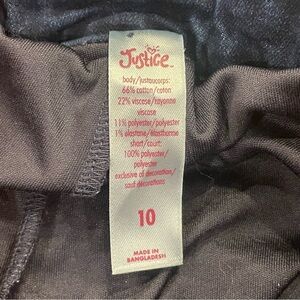 Justice
body/justaucorps:
66% cotton/coton
22% viscose/rayonne
viscose
11% polyester/polyester
1% elastane/élasthanne
short/court:
100% polyester/
polyester
exclusive of decoration/
sauf décorations
10
MADE IN
BANGLADESH